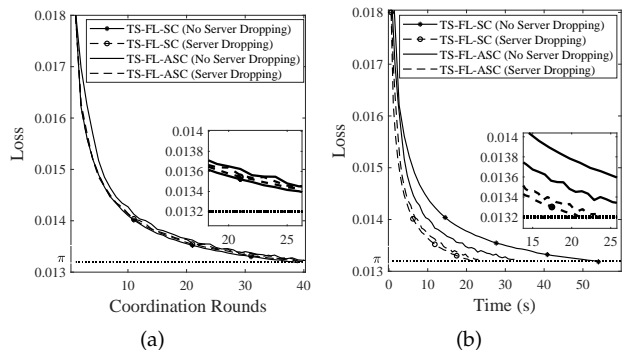 0.018
0.017
0.016
0.015
0.014
π
0.013
Loss
TS-FL-SC (No Server Dropping)
TS-FL-SC (Server Dropping)
TS-FL-ASC (No Server Dropping)
TS-FL-ASC (Server Dropping)
0.014
0.0138
0.0136
0.0134
0.0132
20 25
10 20 30 40
Coordination Rounds
(a)
0.018
0.017
0.016
0.015
0.014
π
0.013
Loss
TS-FL-SC (No Server Dropping)
TS-FL-SC (Server Dropping)
TS-FL-ASC (No Server Dropping)
TS-FL-ASC (Server Dropping)
0.014
0.0138
0.0136
0.0134
0.0132
15 20 25
0 10 20 30 40 50 60
Time (s)
(b)